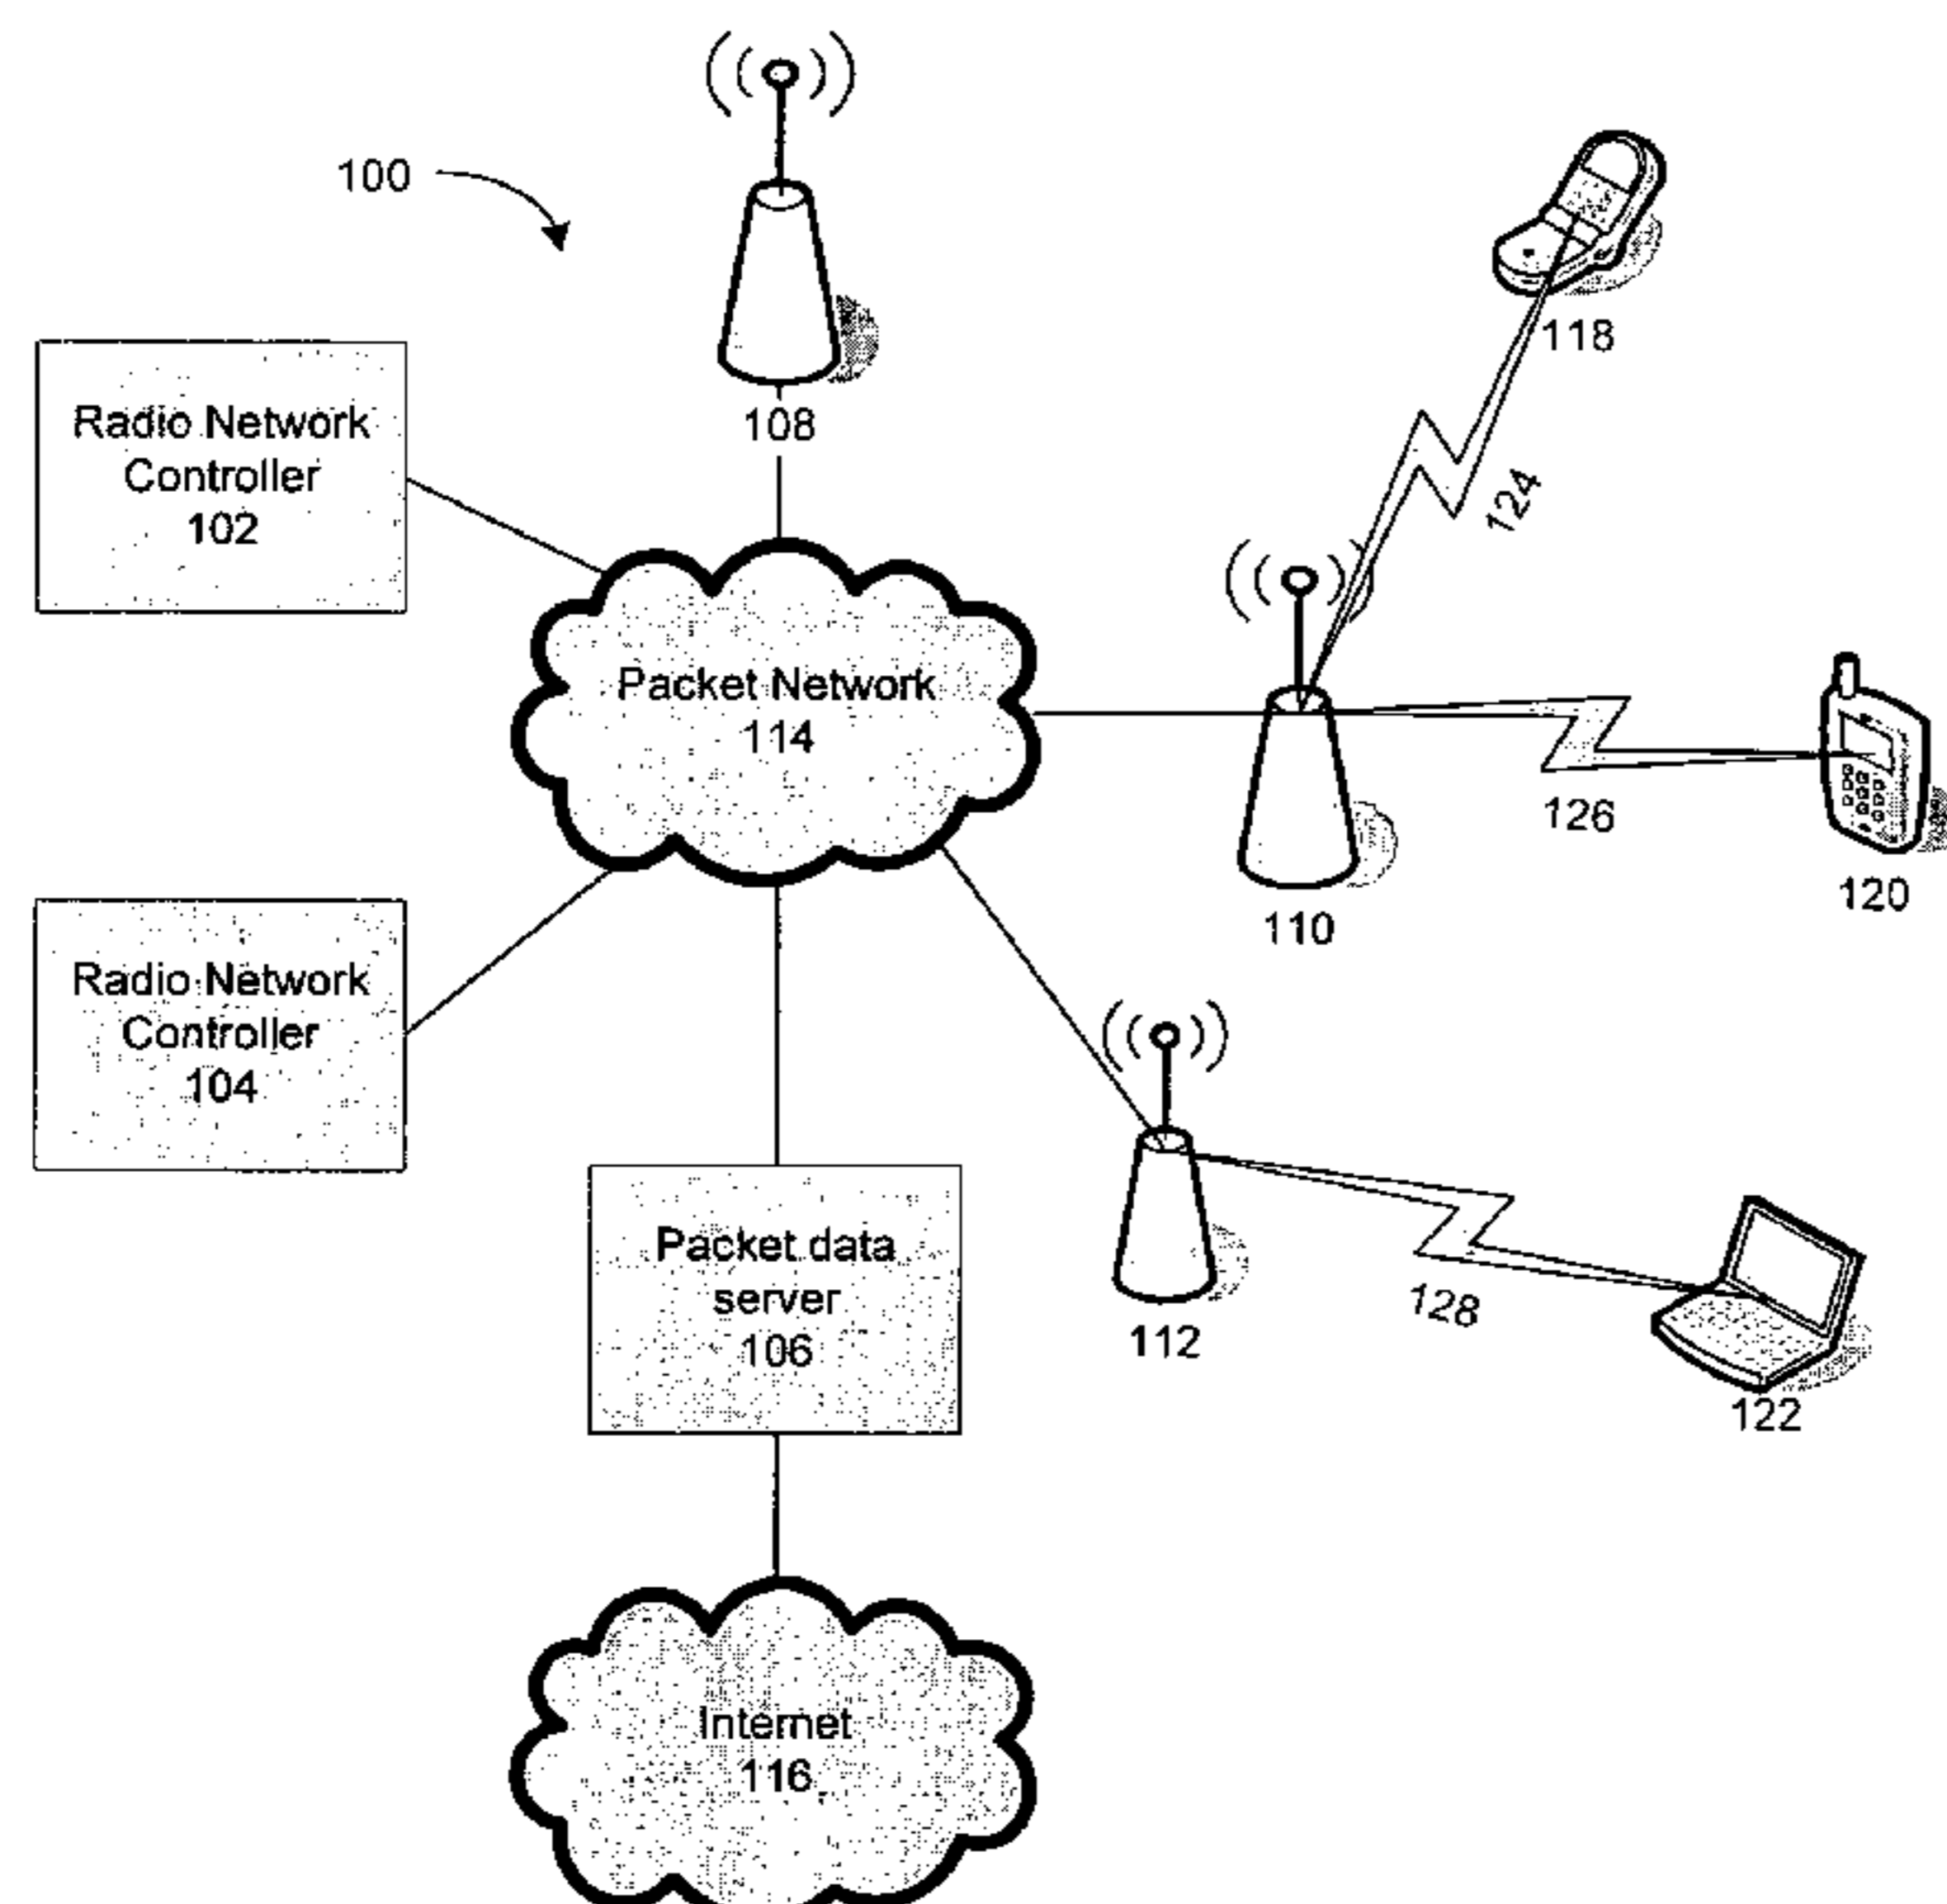 100
108
Radio Network
Controller
102
118
124
Packet Network
114
126
120
110
Radio Network
Controller
104
Packet data
server
106
112
128
122
Internet
116